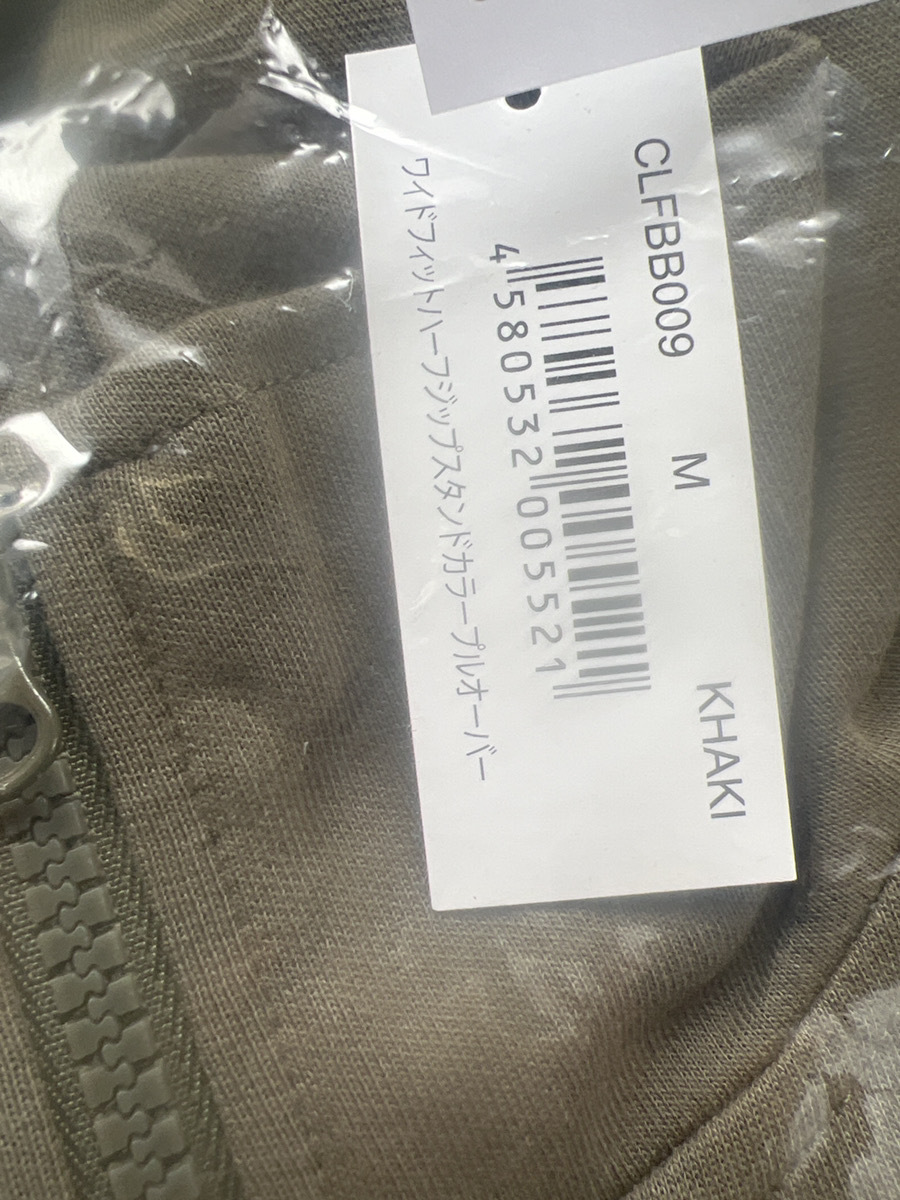 CLFBB009 M KHAKI
4 580532 005521
ワイドフィットハーフジップスタンドカラープルオーバー